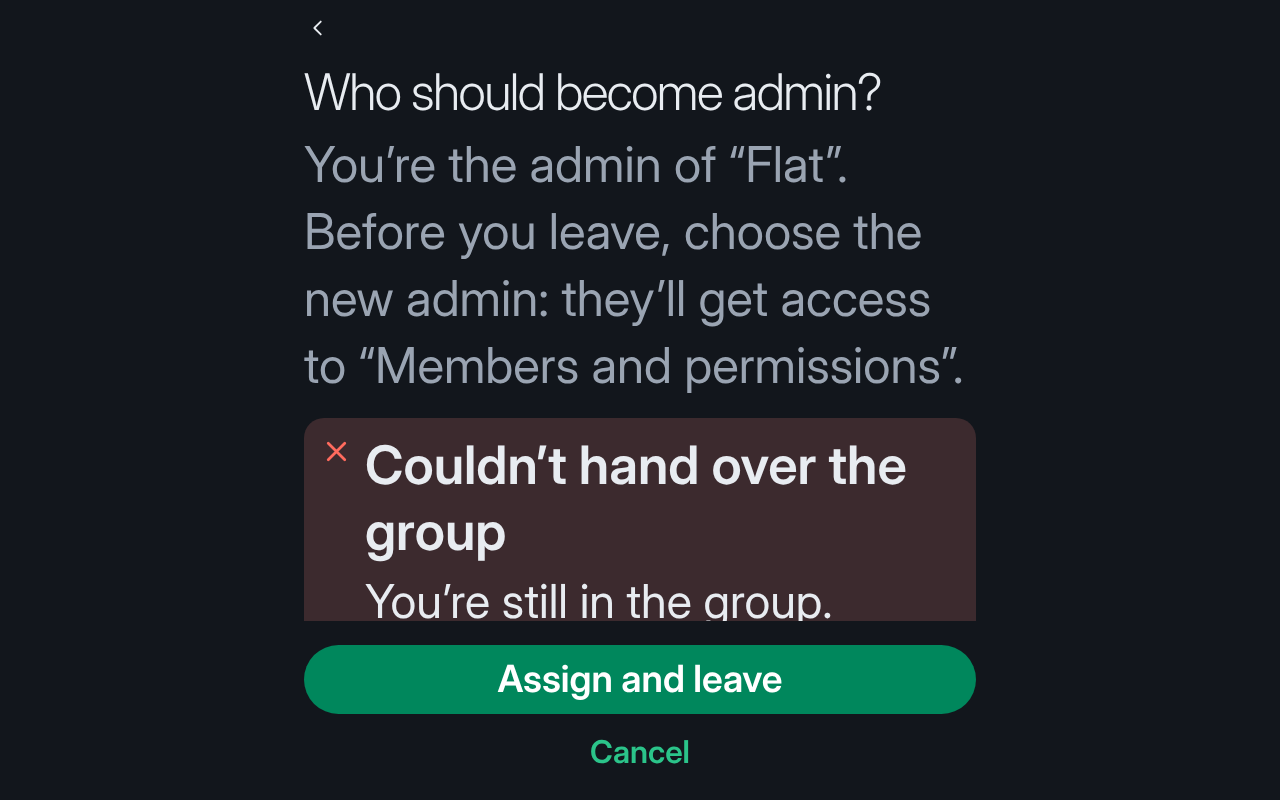 Who should become admin?
You’re the admin of “Flat”.
Before you leave, choose the
new admin: they’ll get access
to “Members and permissions”.
Couldn’t hand over the
group
You’re still in the group.
Assign and leave
Cancel